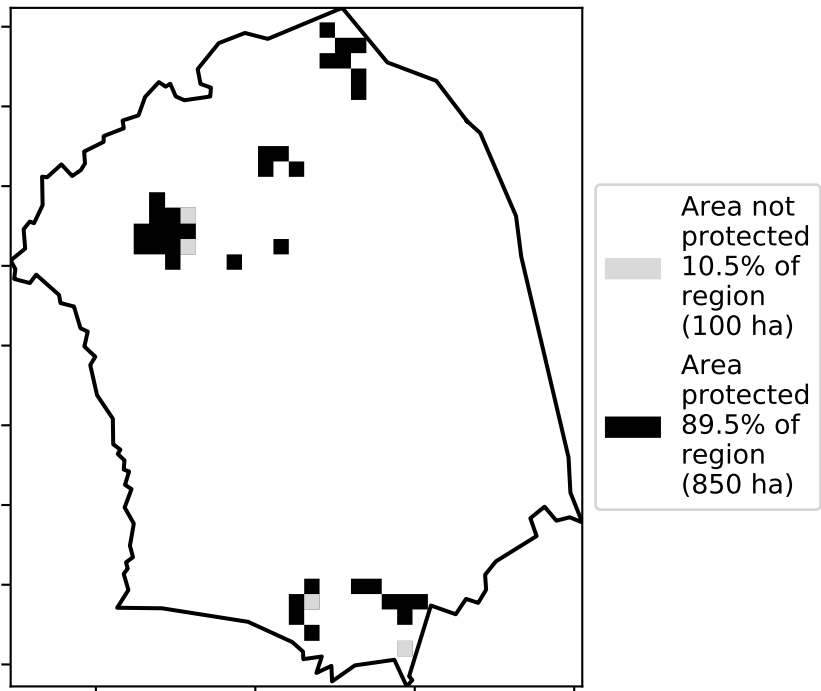 Area not
protected
10.5% of
region
(100 ha)
Area
protected
89.5% of
region
(850 ha)